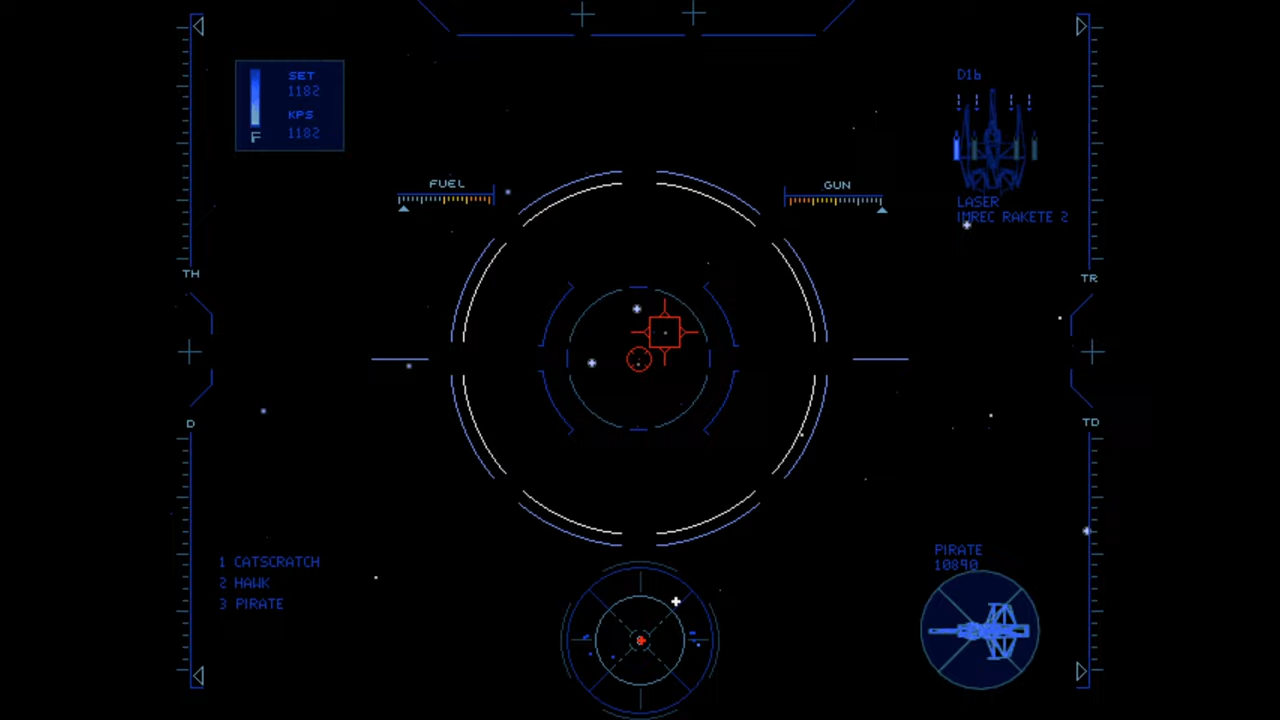 SET
1182
KPS
1182
F
D16
LASER
IMREC RAKETE 2
FUEL
GUN
TH
TR
D
TD
1 CATSCRATCH
2 HAWK
3 PIRATE
PIRATE
10890